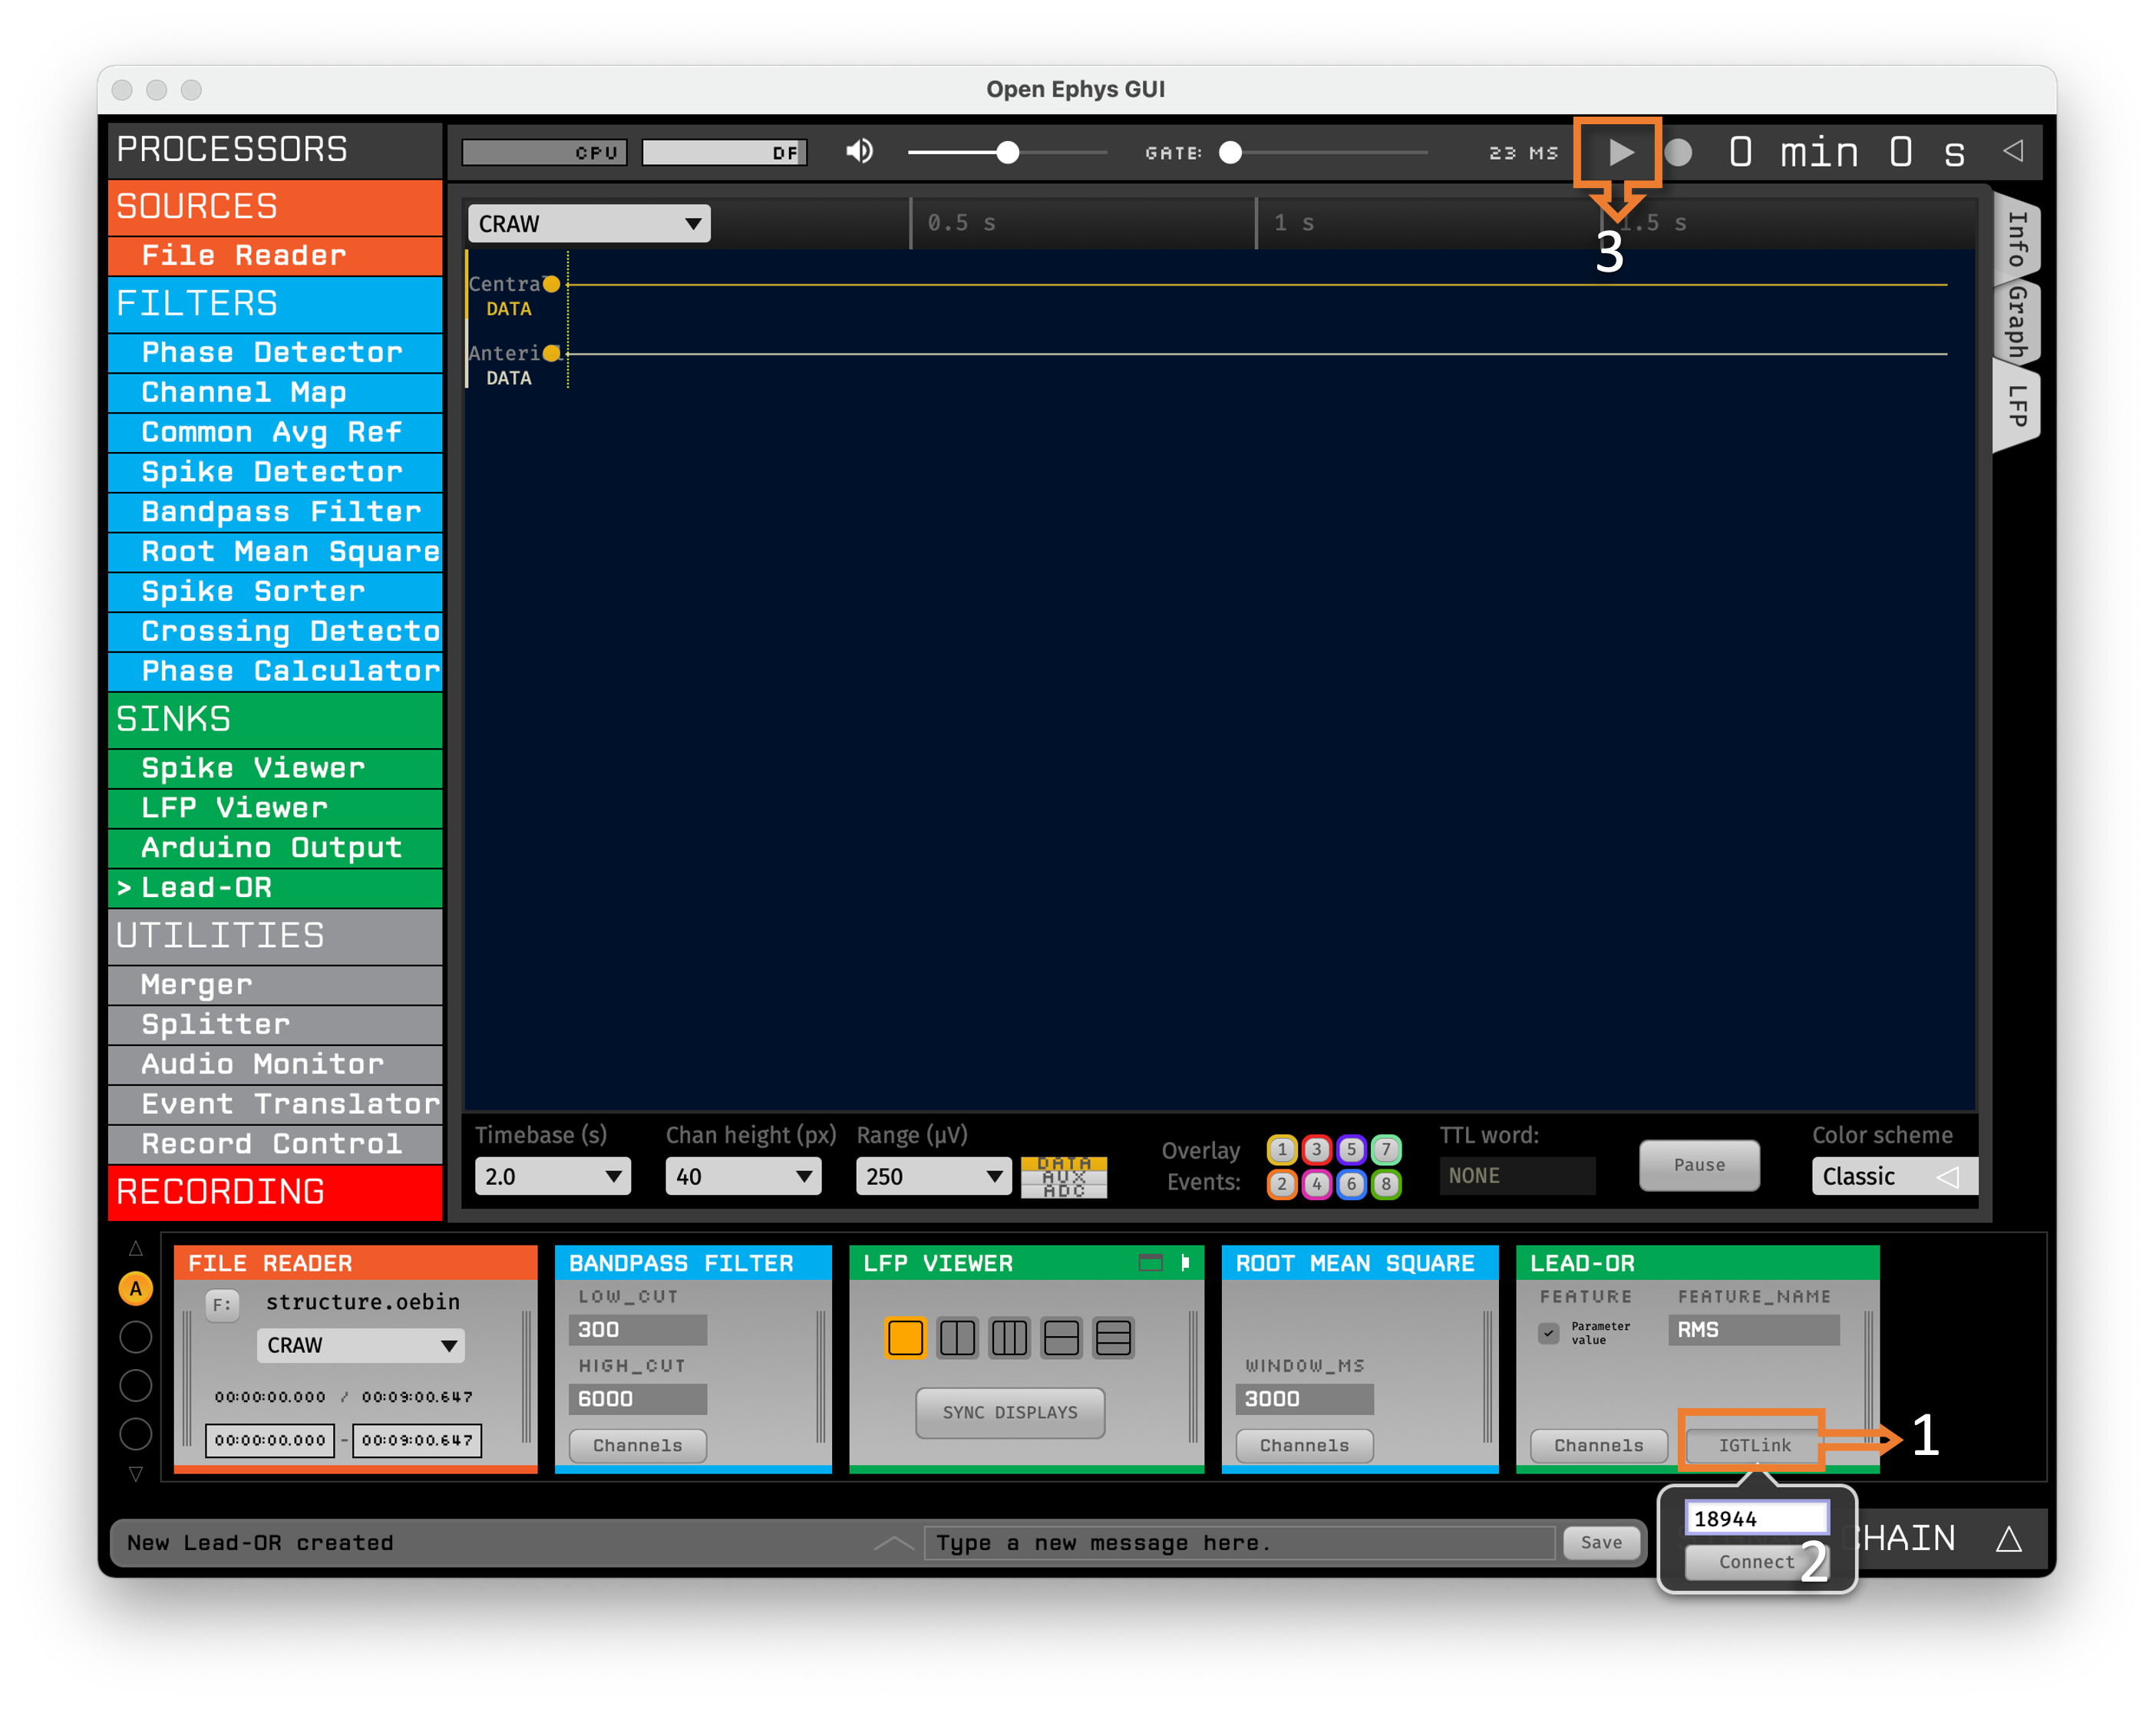 Open Ephys GUI
PROCESSORS
CPU DF GATE: 23 MS 0 min 0 s
SOURCES
File Reader
FILTERS
Phase Detector
Channel Map
Common Avg Ref
Spike Detector
Bandpass Filter
Root Mean Square
Spike Sorter
Crossing Detecto
Phase Calculator
SINKS
Spike Viewer
LFP Viewer
Arduino Output
> Lead-OR
UTILITIES
Merger
Splitter
Audio Monitor
Event Translator
Record Control
RECORDING
CRAW 0.5 s 1 s 1.5 s
3
Centra
DATA
Anteri
DATA
Info
Graph
LFP
Timebase (s) Chan height (px) Range (µV)
2.0 40 250
DATA
AUX
ADC
Overlay
Events:
1 3 5 7
2 4 6 8
TTL word:
NONE
Pause
Color scheme
Classic
A
FILE READER
F: structure.oebin
CRAW
00:00:00.000 / 00:09:00.647
00:00:00.000 - 00:09:00.647
BANDPASS FILTER
LOW_CUT
300
HIGH_CUT
6000
Channels
LFP VIEWER
SYNC DISPLAYS
ROOT MEAN SQUARE
WINDOW_MS
3000
Channels
LEAD-OR
FEATURE FEATURE_NAME
Parameter
value
RMS
Channels IGTLink
1
18944
Connect 2
New Lead-OR created
Type a new message here.
Save
CHAIN